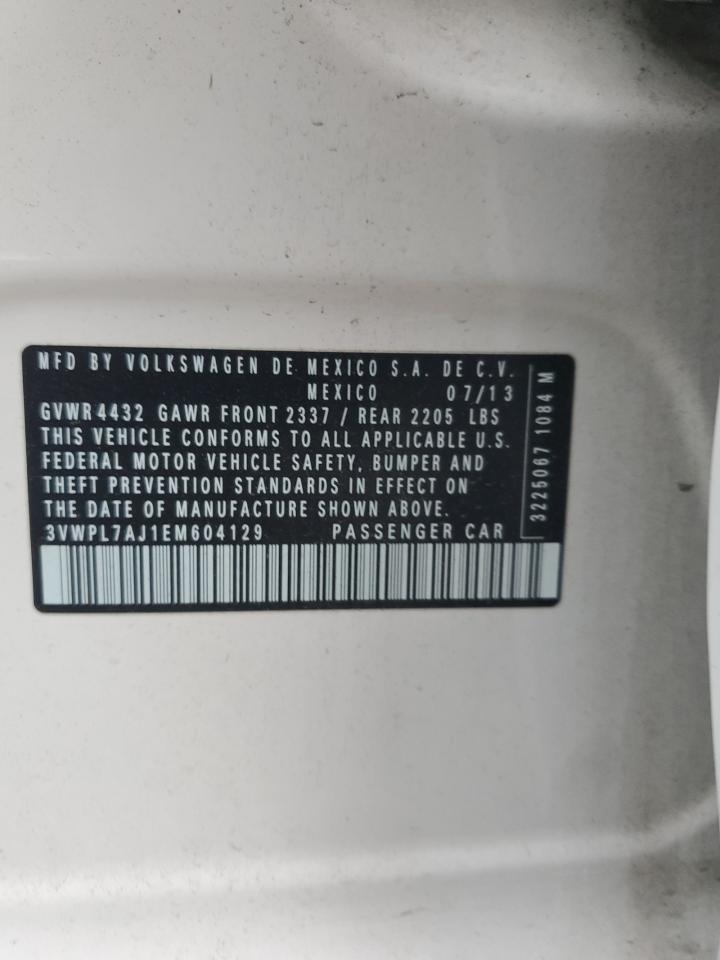 MFD BY VOLKSWAGEN DE MEXICO S.A. DE C.V.
MEXICO 07/13
GVWR 4432 GAWR FRONT 2337 / REAR 2205 LBS
THIS VEHICLE CONFORMS TO ALL APPLICABLE U.S.
FEDERAL MOTOR VEHICLE SAFETY, BUMPER AND
THEFT PREVENTION STANDARDS IN EFFECT ON
THE DATE OF MANUFACTURE SHOWN ABOVE.
3VWPL7AJ1EM604129 PASSENGER CAR
3225067 1084 M